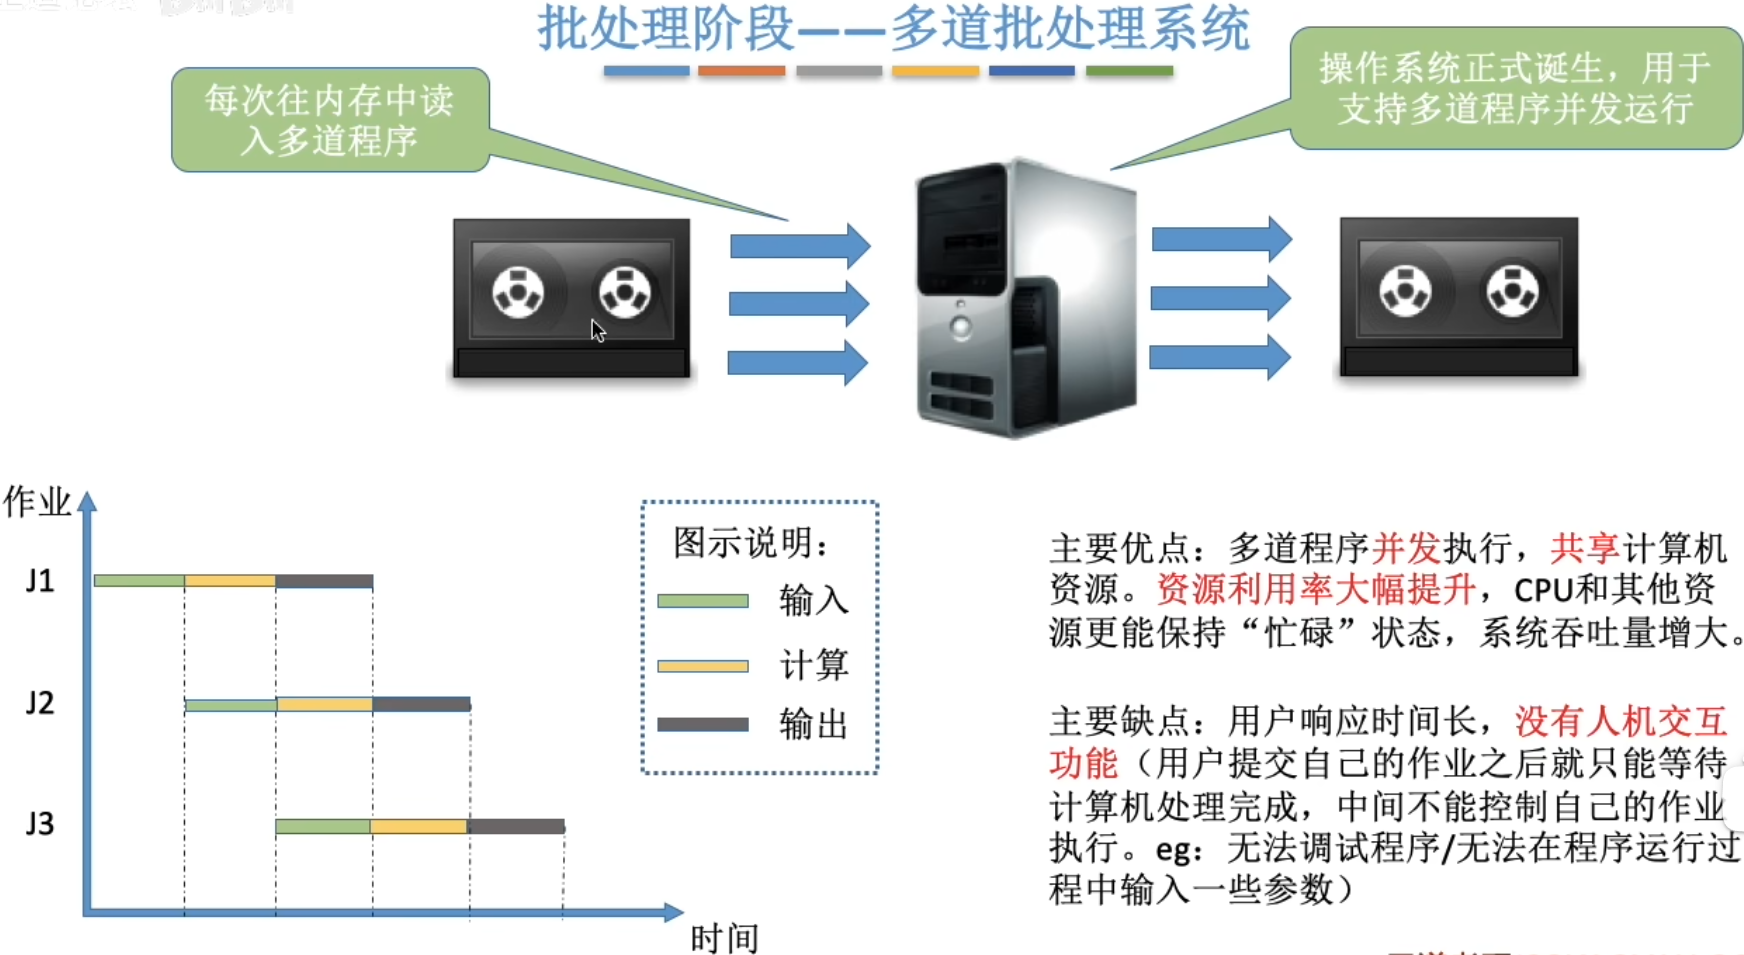 批处理阶段——多道批处理系统
每次往内存中读
入多道程序
操作系统正式诞生，用于
支持多道程序并发运行
作业
J1
J2
J3
时间
图示说明：
输入
计算
输出
主要优点：多道程序并发执行，共享计算机
资源。资源利用率大幅提升，CPU和其他资
源更能保持“忙碌”状态，系统吞吐量增大。
主要缺点：用户响应时间长，没有人机交互
功能（用户提交自己的作业之后就只能等待
计算机处理完成，中间不能控制自己的作业
执行。eg：无法调试程序/无法在程序运行过
程中输入一些参数）